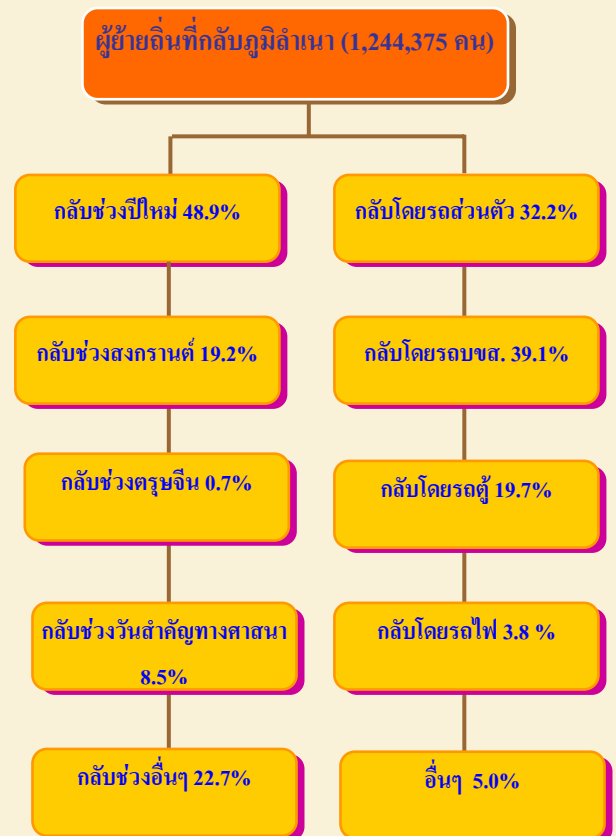 ผู้ย้ายถิ่นที่กลับภูมิลำเนา (1,244,375 คน)
กลับช่วงปีใหม่ 48.9%
กลับช่วงสงกรานต์ 19.2%
กลับช่วงตรุษจีน 0.7%
กลับช่วงวันสำคัญทางศาสนา
8.5%
กลับช่วงอื่นๆ 22.7%
กลับโดยรถส่วนตัว 32.2%
กลับโดยรถบขส. 39.1%
กลับโดยรถตู้ 19.7%
กลับโดยรถไฟ 3.8 %
อื่นๆ 5.0%